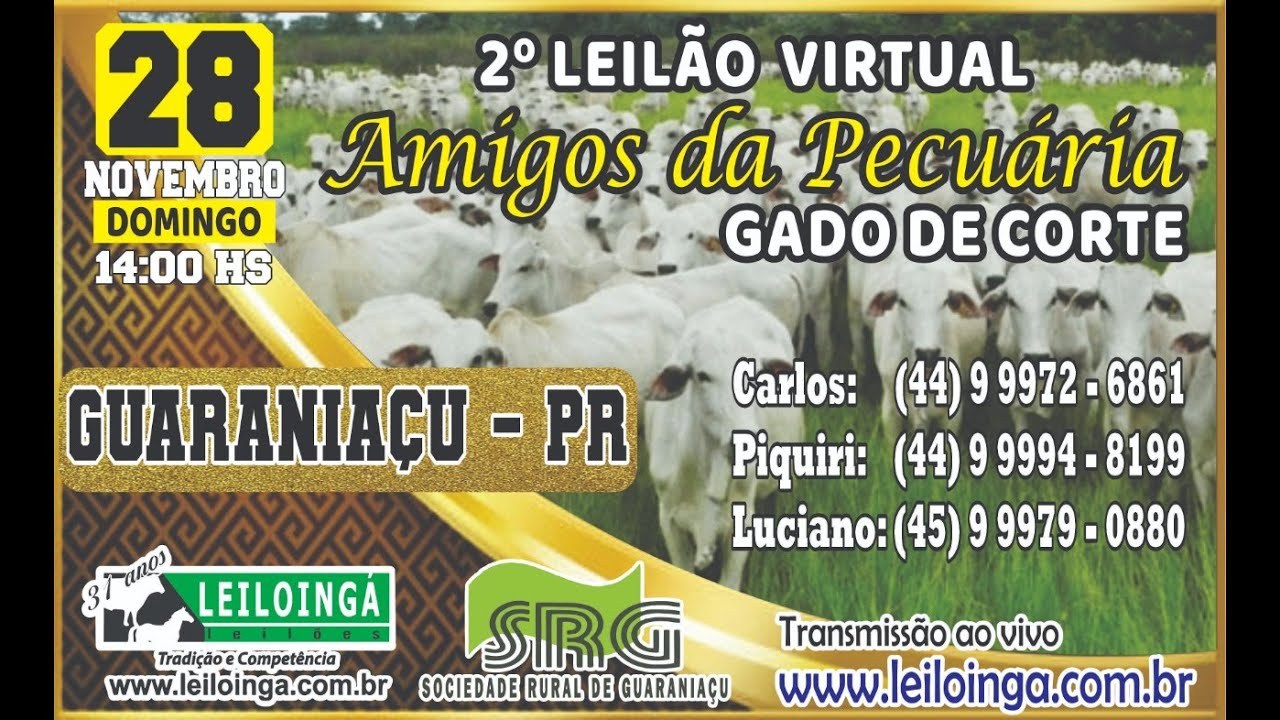 28
NOVEMBRO
DOMINGO
14:00 HS
2º LEILÃO VIRTUAL
Amigos da Pecuária
GADO DE CORTE
GUARANIAÇU - PR
Carlos: (44) 9 9972 - 6861
Piquiri: (44) 9 9994 - 8199
Luciano: (45) 9 9979 - 0880
31 anos
LEILOINGÁ
leilões
Tradição e Competência
www.leiloinga.com.br
SRG
SOCIEDADE RURAL DE GUARANIAÇU
Transmissão ao vivo
www.leiloinga.com.br